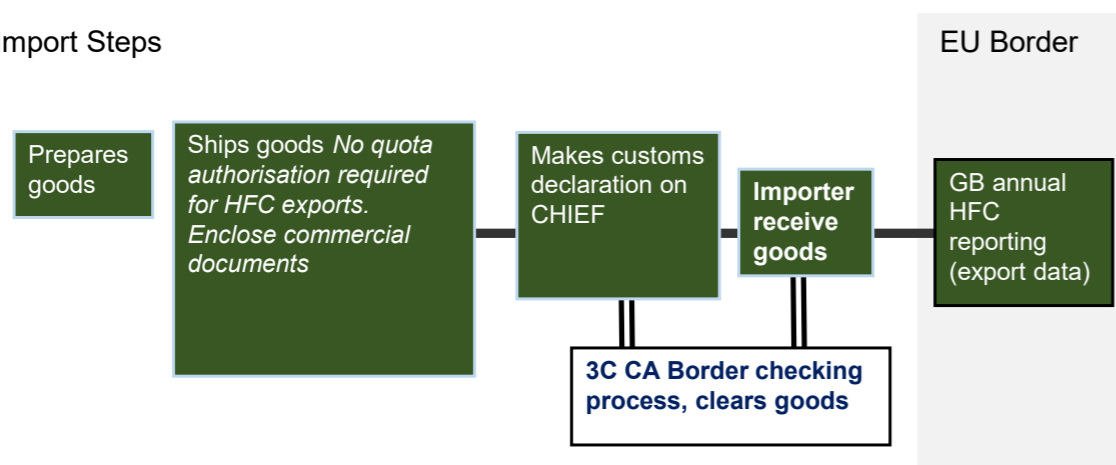 mport Steps
EU Border
Prepares
goods
Ships goods No quota
authorisation required
for HFC exports.
Enclose commercial
documents
Makes customs
declaration on
CHIEF
Importer
receive
goods
GB annual
HFC
reporting
(export data)
3C CA Border checking
process, clears goods